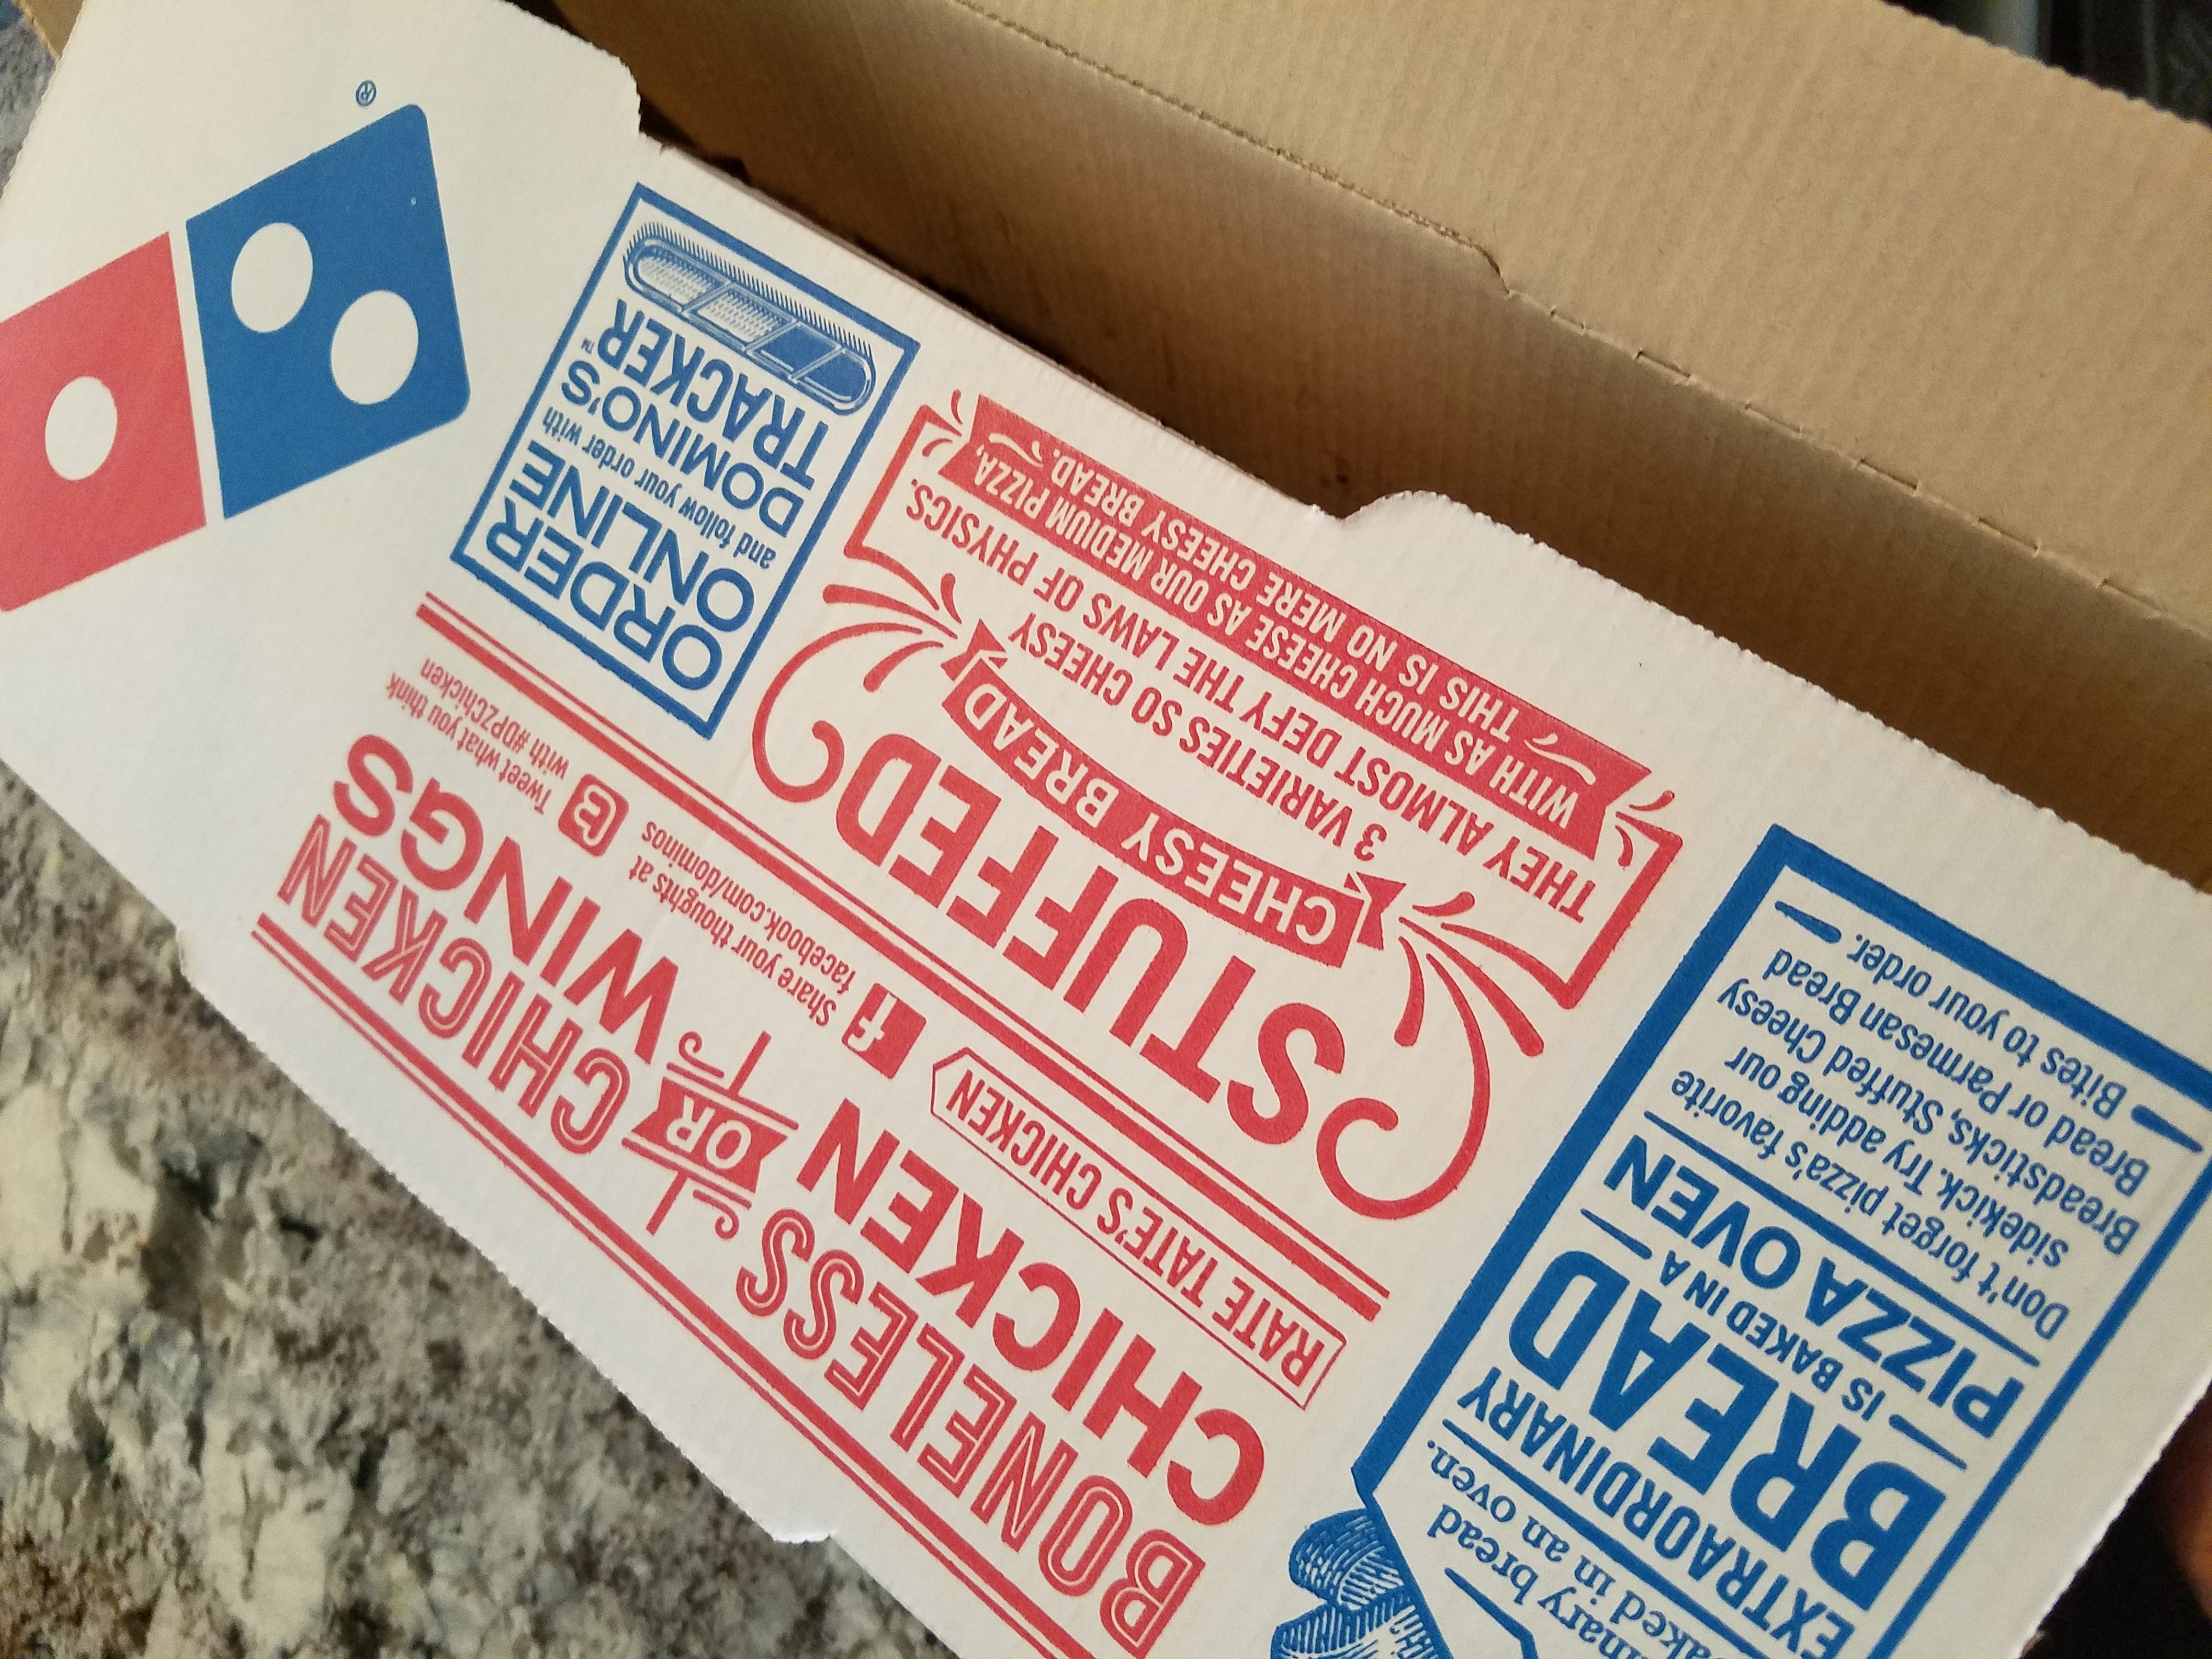 ®
BONELESS
CHICKEN
OR
CHICKEN
WINGS
RATE TATE'S CHICKEN
f
Share your thoughts at
facebook.com/dominos
t
Tweet what you think
with #DPZChicken
STUFFED
CHEESY BREAD
3 VARIETIES SO CHEESY
THEY ALMOST DEFY THE LAWS OF PHYSICS.
WITH AS MUCH CHEESE AS OUR MEDIUM PIZZA,
THIS IS NO MERE CHEESY BREAD.
ORDER
ONLINE
and follow your order with
DOMINO'S
TRACKER™
bread
in an oven.
EXTRAORDINARY
BREAD
IS BAKED IN A
PIZZA OVEN
Don't forget pizza's favorite
sidekick. Try adding our
Breadsticks, Stuffed Cheesy
Bread or Parmesan Bread
Bites to your order.